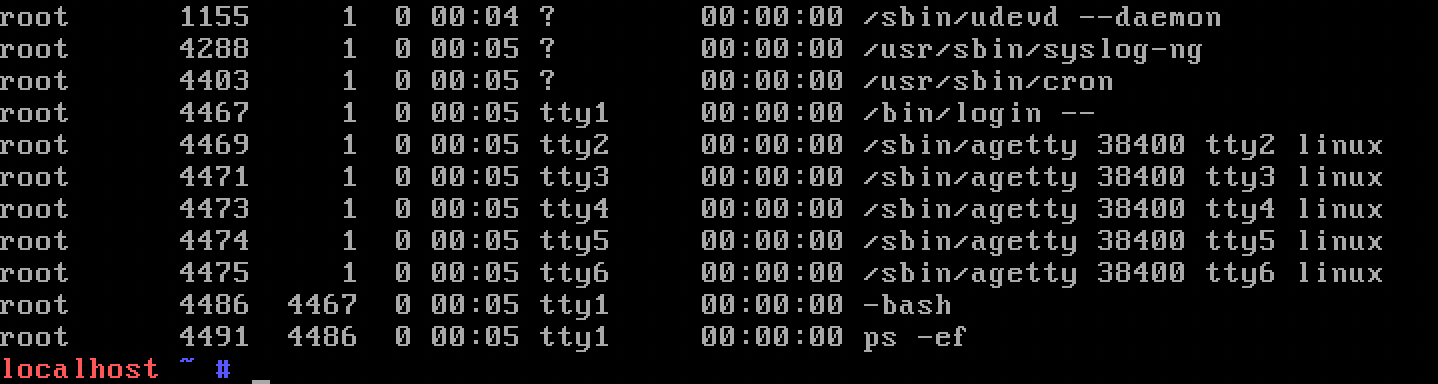 root      1155     1  0 00:04 ?        00:00:00 /sbin/udevd --daemon
root      4288     1  0 00:05 ?        00:00:00 /usr/sbin/syslog-ng
root      4403     1  0 00:05 ?        00:00:00 /usr/sbin/cron
root      4467     1  0 00:05 tty1     00:00:00 /bin/login --
root      4469     1  0 00:05 tty2     00:00:00 /sbin/agetty 38400 tty2 linux
root      4471     1  0 00:05 tty3     00:00:00 /sbin/agetty 38400 tty3 linux
root      4473     1  0 00:05 tty4     00:00:00 /sbin/agetty 38400 tty4 linux
root      4474     1  0 00:05 tty5     00:00:00 /sbin/agetty 38400 tty5 linux
root      4475     1  0 00:05 tty6     00:00:00 /sbin/agetty 38400 tty6 linux
root      4486  4467  0 00:05 tty1     00:00:00 -bash
root      4491  4486  0 00:05 tty1     00:00:00 ps -ef
localhost ~ # _